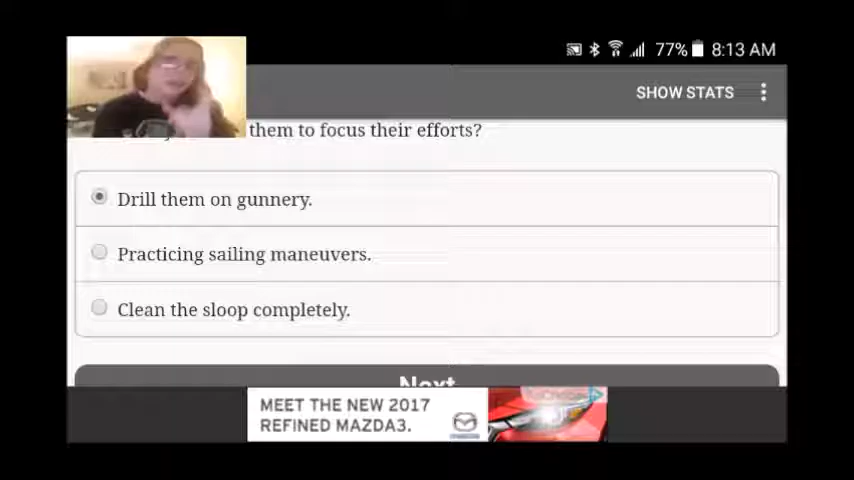 77% 8:13 AM
SHOW STATS
them to focus their efforts?
Drill them on gunnery.
Practicing sailing maneuvers.
Clean the sloop completely.
Next
MEET THE NEW 2017
REFINED MAZDA3.